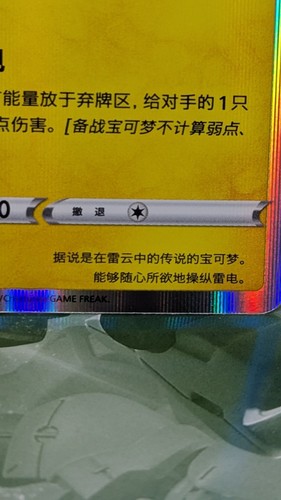 能量放于弃牌区，给对手的1只
点伤害。[备战宝可梦不计算弱点、
0 撤退
据说是在雷云中的传说的宝可梦。
能够随心所欲地操纵雷电。
GAME FREAK.